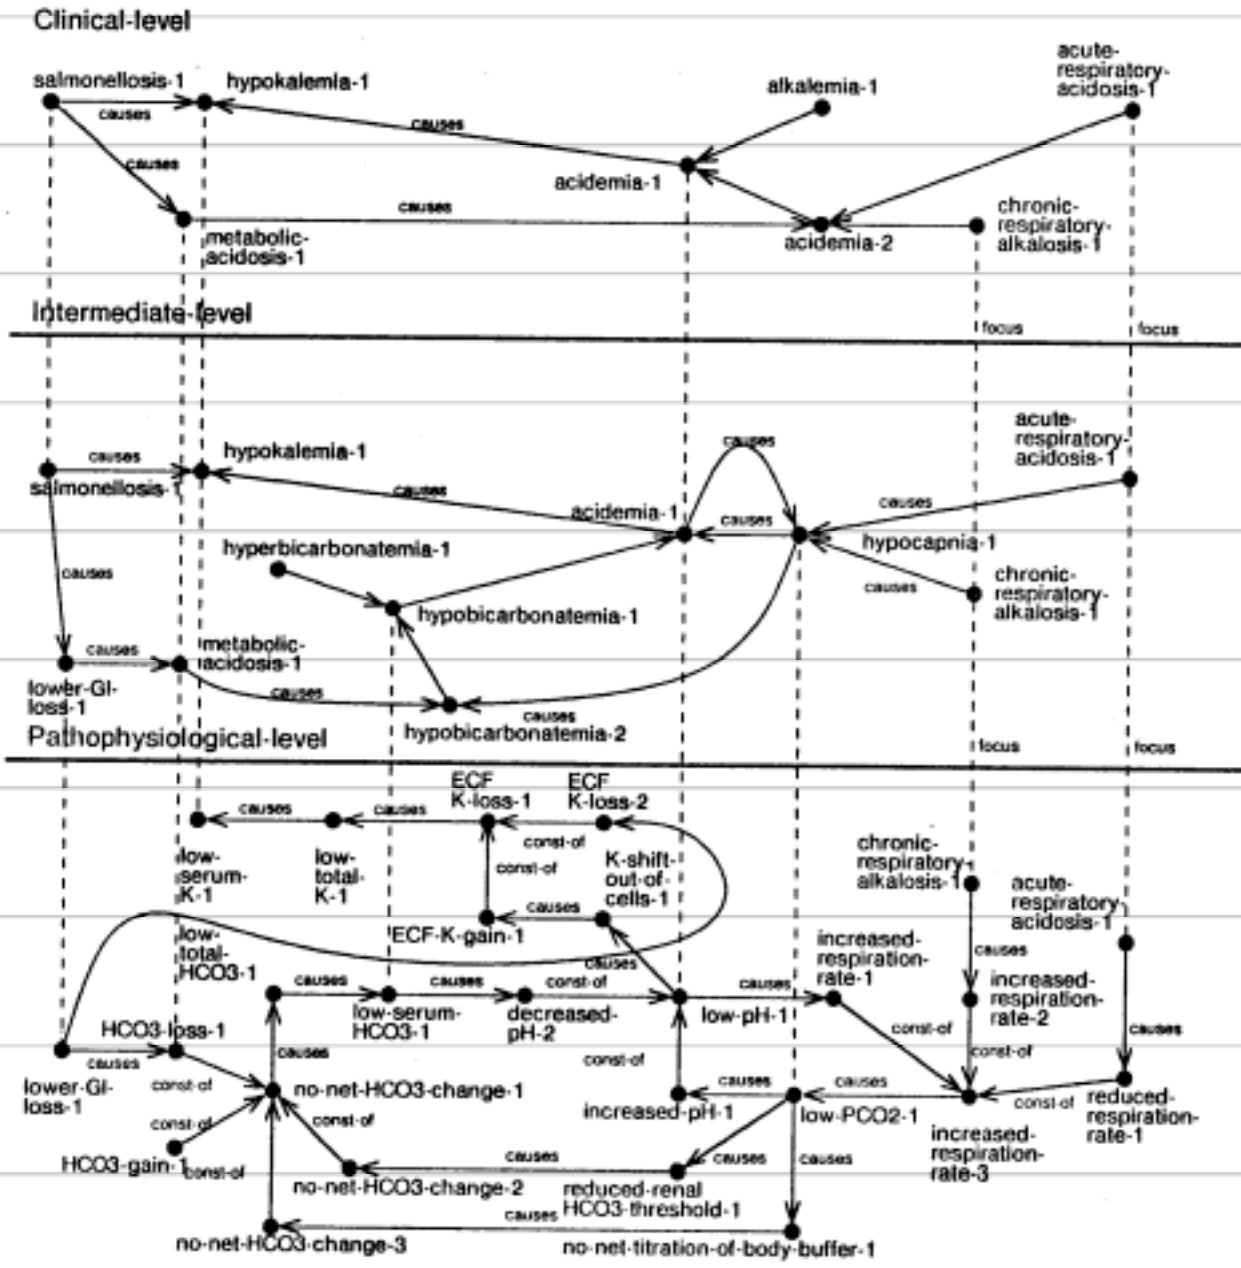 Clinical-level
salmonellosis-1
hypokalemia-1
alkalemia-1
acute-
respiratory-
acidosis-1
causes
causes
causes
acidemia-1
causes
metabolic-
acidosis-1
acidemia-2
chronic-
respiratory-
alkalosis-1
Intermediate-level
focus
focus
causes
salmonellosis-1
hypokalemia-1
causes
causes
acute-
respiratory-
acidosis-1
acidemia-1
causes
causes
hypocapnia-1
hyperbicarbonatemia-1
causes
hypobicarbonatemia-1
causes
chronic-
respiratory-
alkalosis-1
causes
metabolic-
acidosis-1
lower-GI-
loss-1
causes
causes
hypobicarbonatemia-2
Pathophysiological-level
focus
focus
ECF
K-loss-1
ECF
K-loss-2
causes
causes
const-of
low-
serum-
K-1
low-
total-
K-1
const-of
K-shift-
out-of-
cells-1
chronic-
respiratory-
alkalosis-1
acute-
respiratory-
acidosis-1
causes
ECF-K-gain-1
low-
total-
HCO3-1
causes
increased-
respiration-
rate-1
causes
causes
causes
const-of
causes
low-serum-
HCO3-1
decreased-
pH-2
low-pH-1
increased-
respiration-
rate-2
const-of
causes
HCO3-loss-1
causes
causes
const-of
const-of
const-of
lower-GI-
loss-1
no-net-HCO3-change-1
causes
causes
increased-pH-1
low-PCO2-1
const-of
reduced-
respiration-
rate-1
const-of
const-of
increased-
respiration-
rate-3
HCO3-gain-1
const-of
causes
causes
causes
no-net-HCO3-change-2
reduced-renal
HCO3-threshold-1
causes
no-net-HCO3-change-3
no-net-titration-of-body-buffer-1